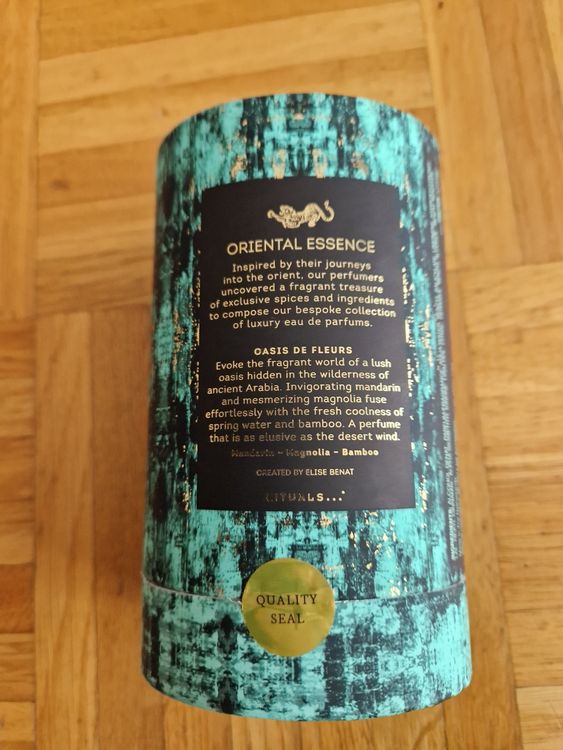 ORIENTAL ESSENCE
Inspired by their journeys
into the orient, our perfumers
uncovered a fragrant treasure
of exclusive spices and ingredients
to compose our bespoke collection
of luxury eau de parfums.
OASIS DE FLEURS
Evoke the fragrant world of a lush
oasis hidden in the wilderness of
ancient Arabia. Invigorating mandarin
and mesmerizing magnolia fuse
effortlessly with the fresh coolness of
spring water and bamboo. A perfume
that is as elusive as the desert wind.
Mandarin - Magnolia - Bamboo
CREATED BY ELISE BENAT
RITUALS...
QUALITY
SEAL